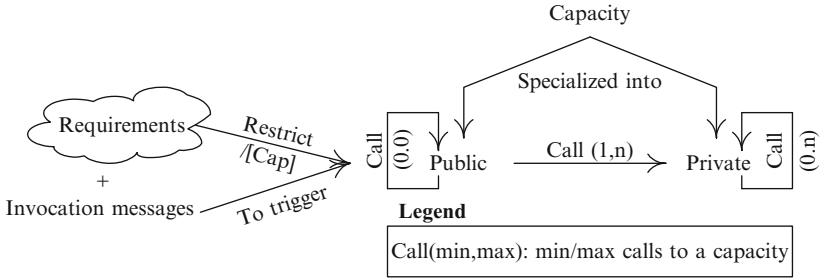 Capacity
Specialized into
Requirements
Restrict
/[Cap]
Call
(0.0)
Public
Call (1,n)
Private
Call
(0.n)
+
Invocation messages
To trigger
Legend
Call(min,max): min/max calls to a capacity